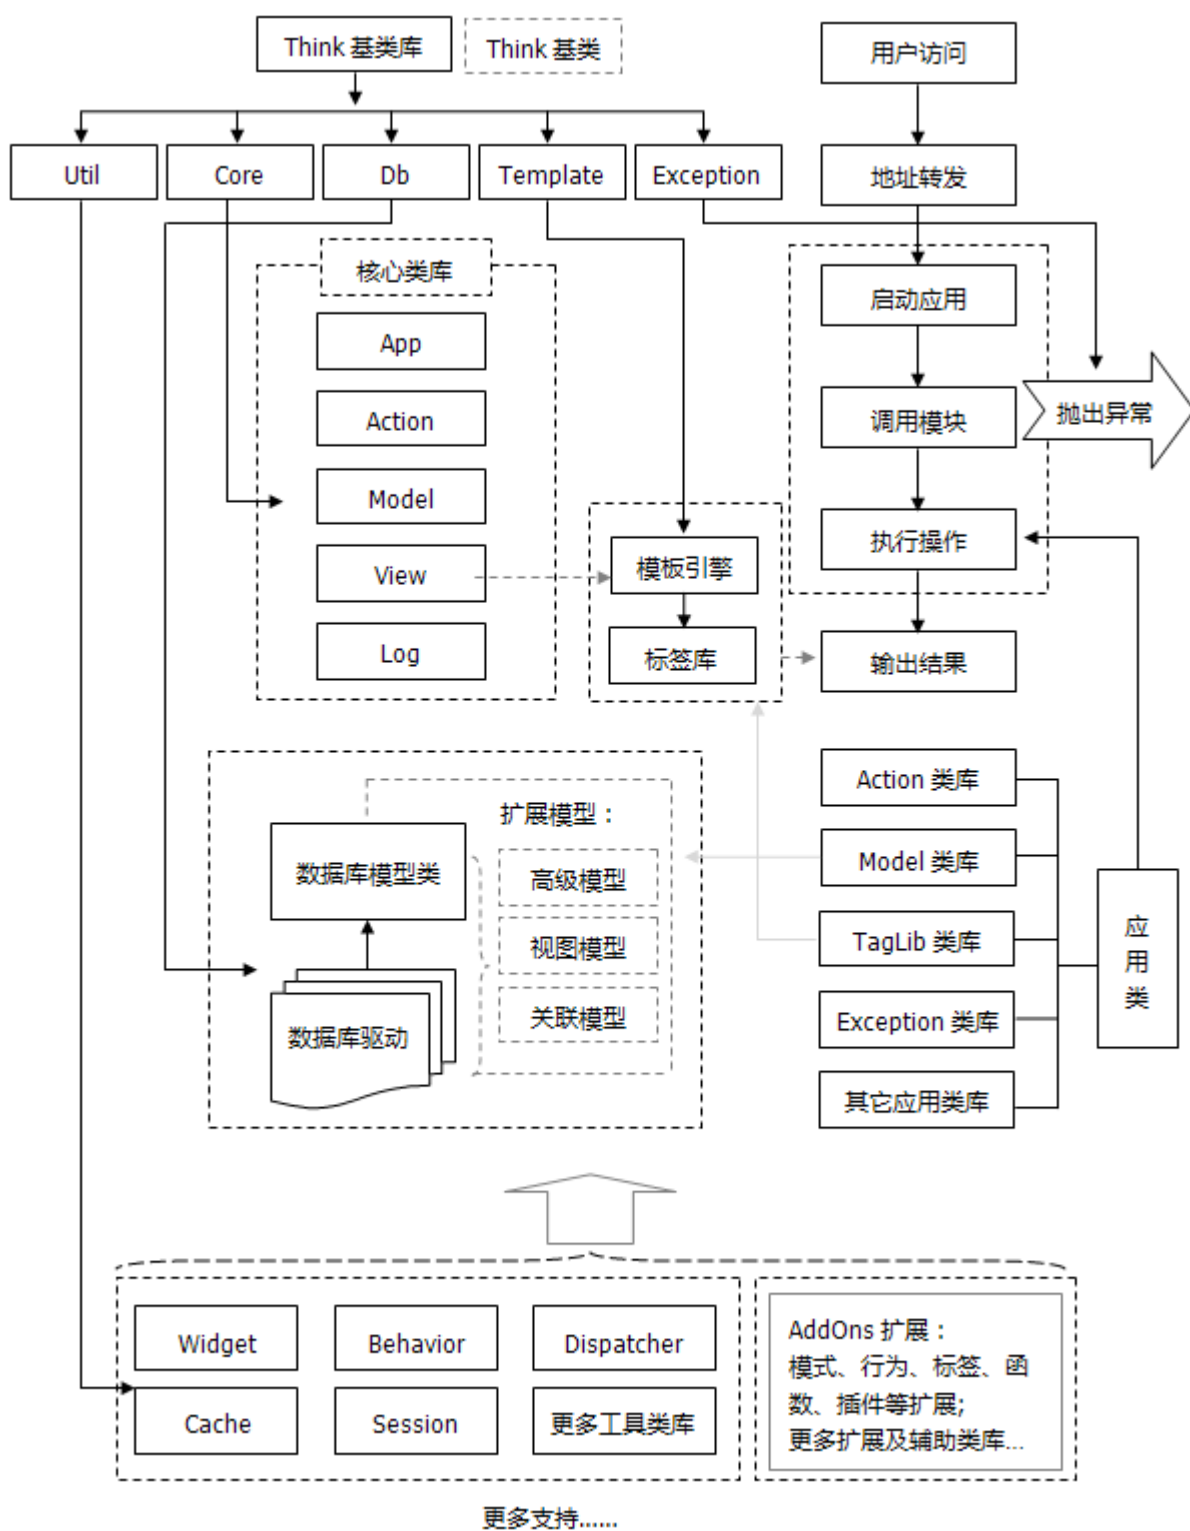 Think 基类库
Think 基类
用户访问
Util
Core
Db
Template
Exception
地址转发
核心类库
App
Action
Model
View
Log
启动应用
调用模块
抛出异常
执行操作
模板引擎
标签库
输出结果
扩展模型：
数据库模型类
高级模型
视图模型
关联模型
数据库驱动
Action 类库
Model 类库
TagLib 类库
Exception 类库
其它应用类库
应
用
类
Widget
Behavior
Dispatcher
Cache
Session
更多工具类库
AddOns 扩展：
模式、行为、标签、函
数、插件等扩展;
更多扩展及辅助类库...
更多支持......